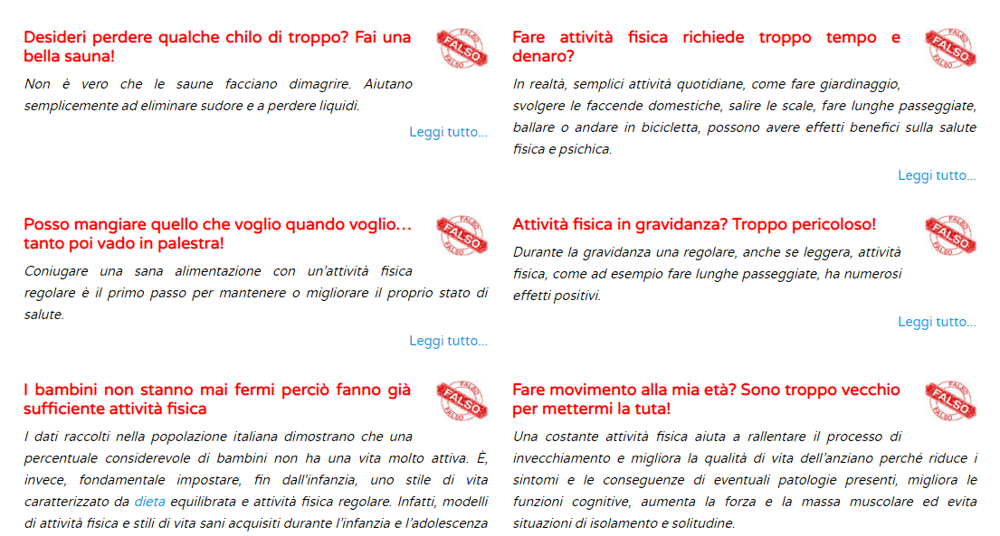 Desideri perdere qualche chilo di troppo? Fai una
bella sauna!
FALSO
FALSO
FALSO
Non è vero che le saune facciano dimagrire. Aiutano
semplicemente ad eliminare sudore e a perdere liquidi.
Leggi tutto...
Fare attività fisica richiede troppo tempo e
denaro?
FALSO
FALSO
FALSO
In realtà, semplici attività quotidiane, come fare giardinaggio,
svolgere le faccende domestiche, salire le scale, fare lunghe passeggiate,
ballare o andare in bicicletta, possono avere effetti benefici sulla salute
fisica e psichica.
Leggi tutto...
Posso mangiare quello che voglio quando voglio...
tanto poi vado in palestra!
FALSO
FALSO
FALSO
Coniugare una sana alimentazione con un'attività fisica
regolare è il primo passo per mantenere o migliorare il proprio stato di
salute.
Leggi tutto...
Attività fisica in gravidanza? Troppo pericoloso!
FALSO
FALSO
FALSO
Durante la gravidanza una regolare, anche se leggera, attività
fisica, come ad esempio fare lunghe passeggiate, ha numerosi
effetti positivi.
Leggi tutto...
I bambini non stanno mai fermi perciò fanno già
sufficiente attività fisica
FALSO
FALSO
FALSO
I dati raccolti nella popolazione italiana dimostrano che una
percentuale considerevole di bambini non ha una vita molto attiva. È,
invece, fondamentale impostare, fin dall'infanzia, uno stile di vita
caratterizzato da dieta equilibrata e attività fisica regolare. Infatti, modelli
di attività fisica e stili di vita sani acquisiti durante l'infanzia e l'adolescenza
Fare movimento alla mia età? Sono troppo vecchio
per mettermi la tuta!
FALSO
FALSO
FALSO
Una costante attività fisica aiuta a rallentare il processo di
invecchiamento e migliora la qualità di vita dell'anziano perché riduce i
sintomi e le conseguenze di eventuali patologie presenti, migliora le
funzioni cognitive, aumenta la forza e la massa muscolare ed evita
situazioni di isolamento e solitudine.